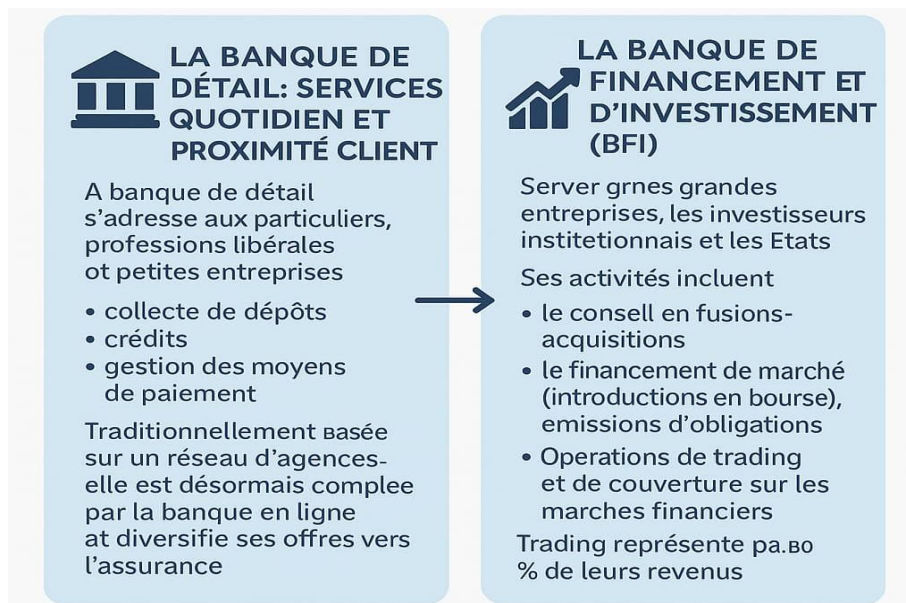 LA BANQUE DE
DÉTAIL: SERVICES
QUOTIDIEN ET
PROXIMITÉ CLIENT
A banque de détail
s'adresse aux particuliers,
professions libérales
ot petites entreprises
• collecte de dépôts
• crédits
• gestion des moyens
de paiement
Traditionnellement basée
sur un réseau d'agences-
elle est désormais complee
par la banque en ligne
at diversifie ses offres vers
l'assurance
LA BANQUE DE
FINANCEMENT ET
D'INVESTISSEMENT
(BFI)
Server grnes grandes
entreprises, les investisseurs
institetionnais et les Etats
Ses activités incluent
• le consell en fusions-
acquisitions
• le financement de marché
(introductions en bourse),
emissions d'obligations
• Operations de trading
et de couverture sur les
marches financiers
Trading représente pa.во
% de leurs revenus